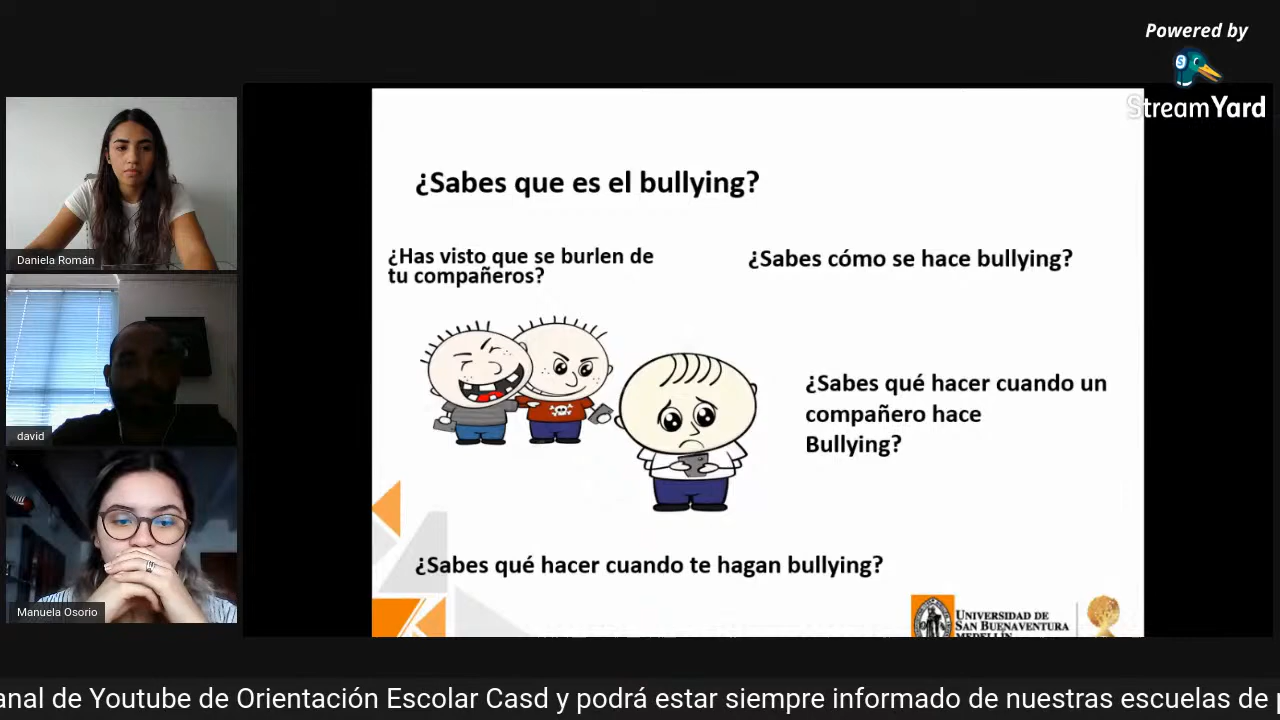 Powered by
StreamYard
¿Sabes que es el bullying?
¿Has visto que se burlen de
tu compañeros?
¿Sabes cómo se hace bullying?
¿Sabes qué hacer cuando un
compañero hace
Bullying?
¿Sabes qué hacer cuando te hagan bullying?
UNIVERSIDAD DE
SAN BUENAVENTURA
MEDELLÍN
Daniela Román
david
Manuela Osorio
anal de Youtube de Orientación Escolar Casd y podrá estar siempre informado de nuestras escuelas de p